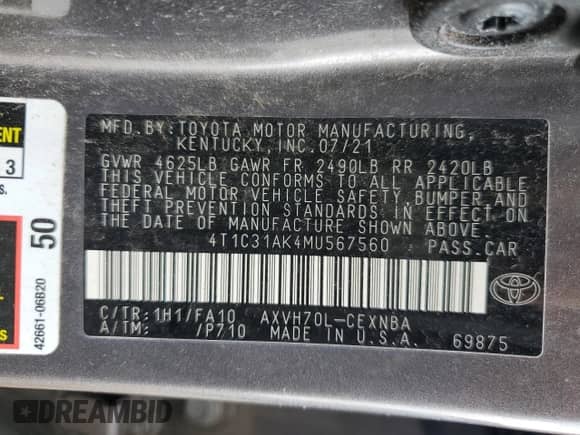 MFD.BY:TOYOTA MOTOR MANUFACTURING,
KENTUCKY, INC.07/21
GVWR 4625LB GAWR FR 2490LB RR 2420LB
THIS VEHICLE CONFORMS TO ALL APPLICABLE
FEDERAL MOTOR VEHICLE SAFETY, BUMPER AND
THEFT PREVENTION STANDARDS IN EFFECT ON
THE DATE OF MANUFACTURE SHOWN ABOVE.
4T1C31AK4MU567560 PASS.CAR
C/TR:1H1/FA10 AXVH70L-CEXNBA
A/TM: /P710 MADE IN U.S.A. 69875
ENT
3
s.
50
42661-06820
DREAMBID